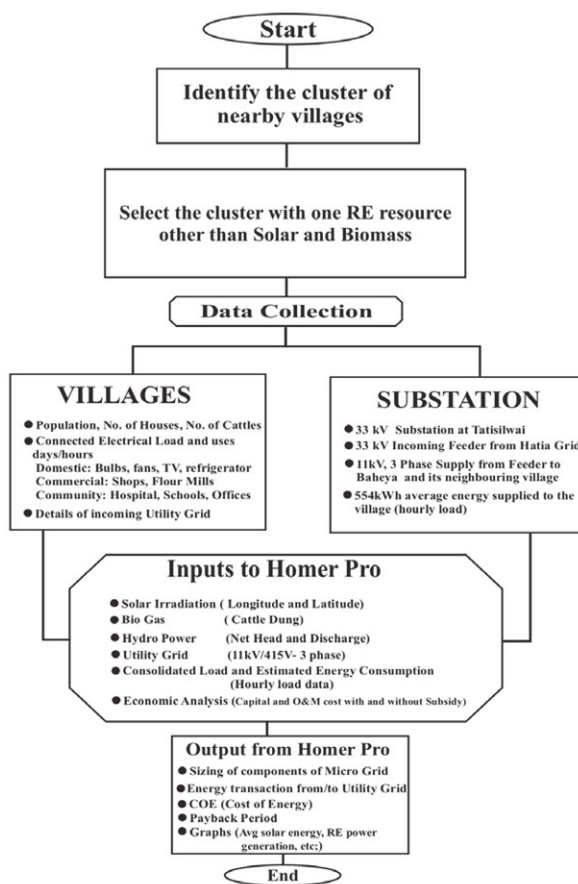 Start
Identify the cluster of
nearby villages
Select the cluster with one RE resource
other than Solar and Biomass
Data Collection
VILLAGES
● Population, No. of Houses, No. of Cattles
● Connected Electrical Load and uses
days/hours
Domestic: Bulbs, fans, TV, refrigerator
Commercial: Shops, Flour Mills
Community: Hospital, Schools, Offices
● Details of incoming Utility Grid
SUBSTATION
● 33 kV Substation at Tatisilwai
● 33 kV Incoming Feeder from Hatia Grid
● 11kV, 3 Phase Supply from Feeder to
Baheya and its neighbouring village
● 554kWh average energy supplied to the
village (hourly load)
Inputs to Homer Pro
● Solar Irradiation ( Longitude and Latitude)
● Bio Gas ( Cattle Dung)
● Hydro Power (Net Head and Discharge)
● Utility Grid (11kV/415V- 3 phase)
● Consolidated Load and Estimated Energy Consumption
(Hourly load data)
● Economic Analysis (Capital and O&M cost with and without Subsidy)
Output from Homer Pro
● Sizing of components of Micro Grid
● Energy transaction from/to Utility Grid
● COE (Cost of Energy)
● Payback Period
● Graphs (Avg solar energy, RE power
generation, etc;)
End